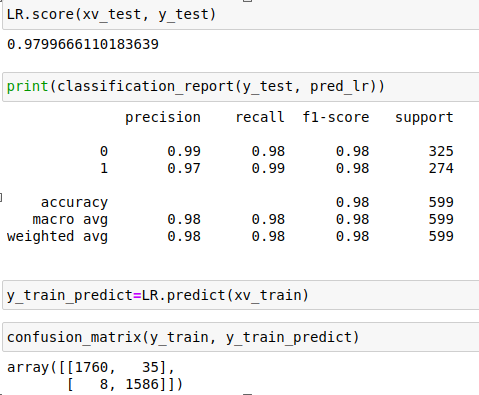 LR.score(xv_test, y_test)
0.9799666110183639
print(classification_report(y_test, pred_lr))
precision recall f1-score support
0 0.99 0.98 0.98 325
1 0.97 0.99 0.98 274
accuracy 0.98 599
macro avg 0.98 0.98 0.98 599
weighted avg 0.98 0.98 0.98 599
y_train_predict=LR.predict(xv_train)
confusion_matrix(y_train, y_train_predict)
array([[1760, 35],
[ 8, 1586]])